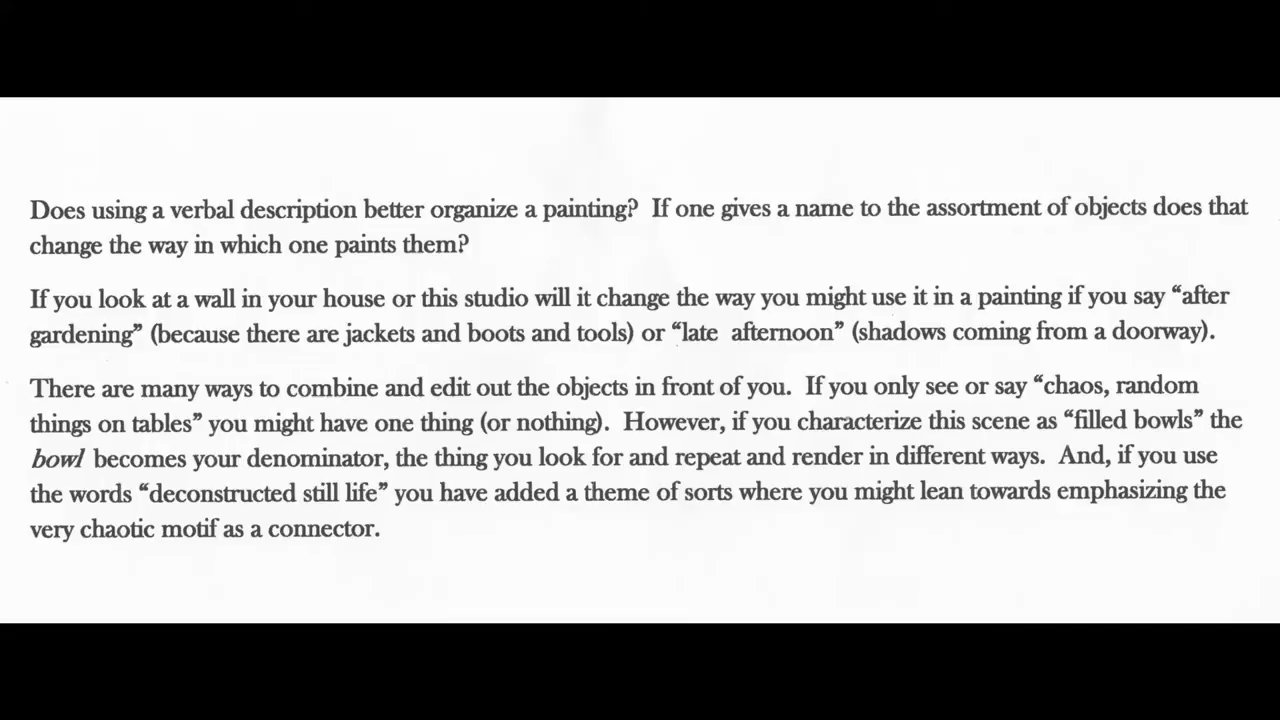 Does using a verbal description better organize a painting?  If one gives a name to the assortment of objects does that
change the way in which one paints them?
If you look at a wall in your house or this studio will it change the way you might use it in a painting if you say “after
gardening” (because there are jackets and boots and tools) or “late  afternoon” (shadows coming from a doorway).
There are many ways to combine and edit out the objects in front of you.  If you only see or say “chaos, random
things on tables” you might have one thing (or nothing).  However, if you characterize this scene as “filled bowls” the
bowl becomes your denominator, the thing you look for and repeat and render in different ways.  And, if you use
the words “deconstructed still life” you have added a theme of sorts where you might lean towards emphasizing the
very chaotic motif as a connector.